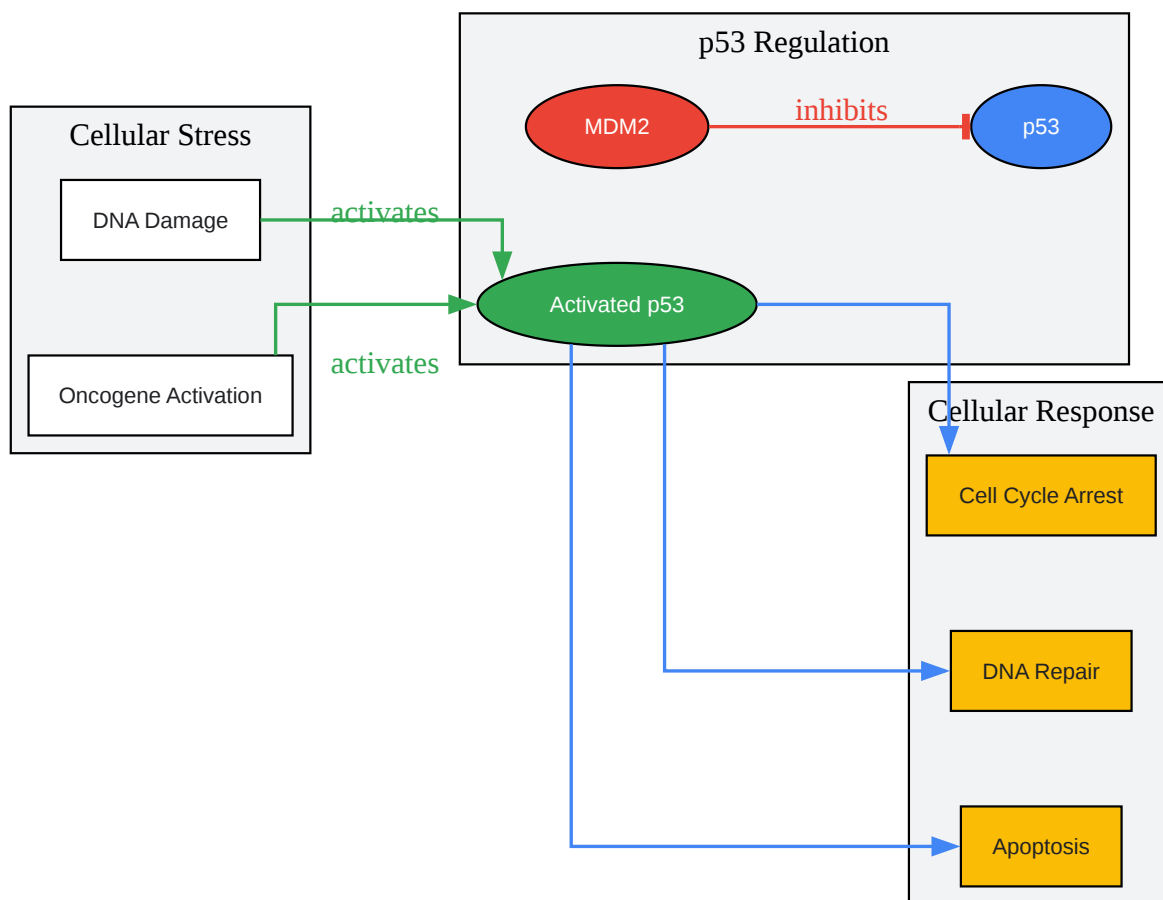 p53 Regulation
MDM2
inhibits
p53
Cellular Stress
DNA Damage
activates
Activated p53
activates
Oncogene Activation
Cellular Response
Cell Cycle Arrest
DNA Repair
Apoptosis